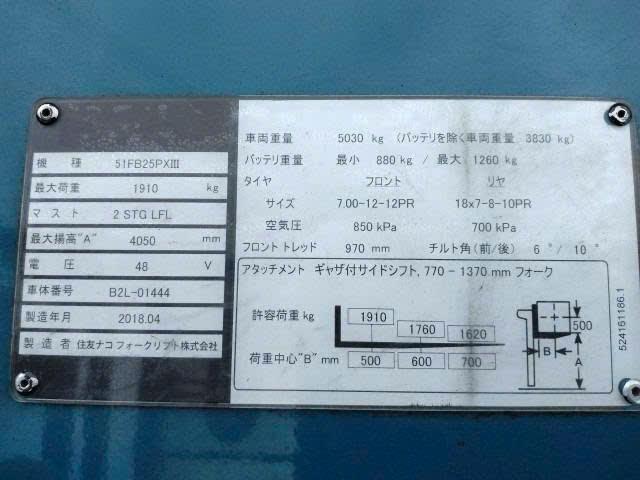 機 種 51FB25PXIII
最大荷重 1910 kg
マスト 2 STG LFL
最大揚高"A" 4050 mm
電 圧 48 V
車体番号 B2L-01444
製造年月 2018.04
製 造 者 住友ナコ フォークリフト株式会社
車両重量 5030 kg (バッテリを除く車両重量 3830 kg)
バッテリ重量 最小 880 kg / 最大 1260 kg
タイヤ フロント リヤ
サイズ 7.00-12-12PR 18x7-8-10PR
空気圧 850 kPa 700 kPa
フロントトレッド 970 mm チルト角(前/後) 6 ゜/ 10 ゜
アタッチメント ギャザ付サイドシフト, 770 - 1370 mm フォーク
許容荷重 kg 1910 1760 1620
荷重中心"B" mm 500 600 700
500
B
A
524161186.1